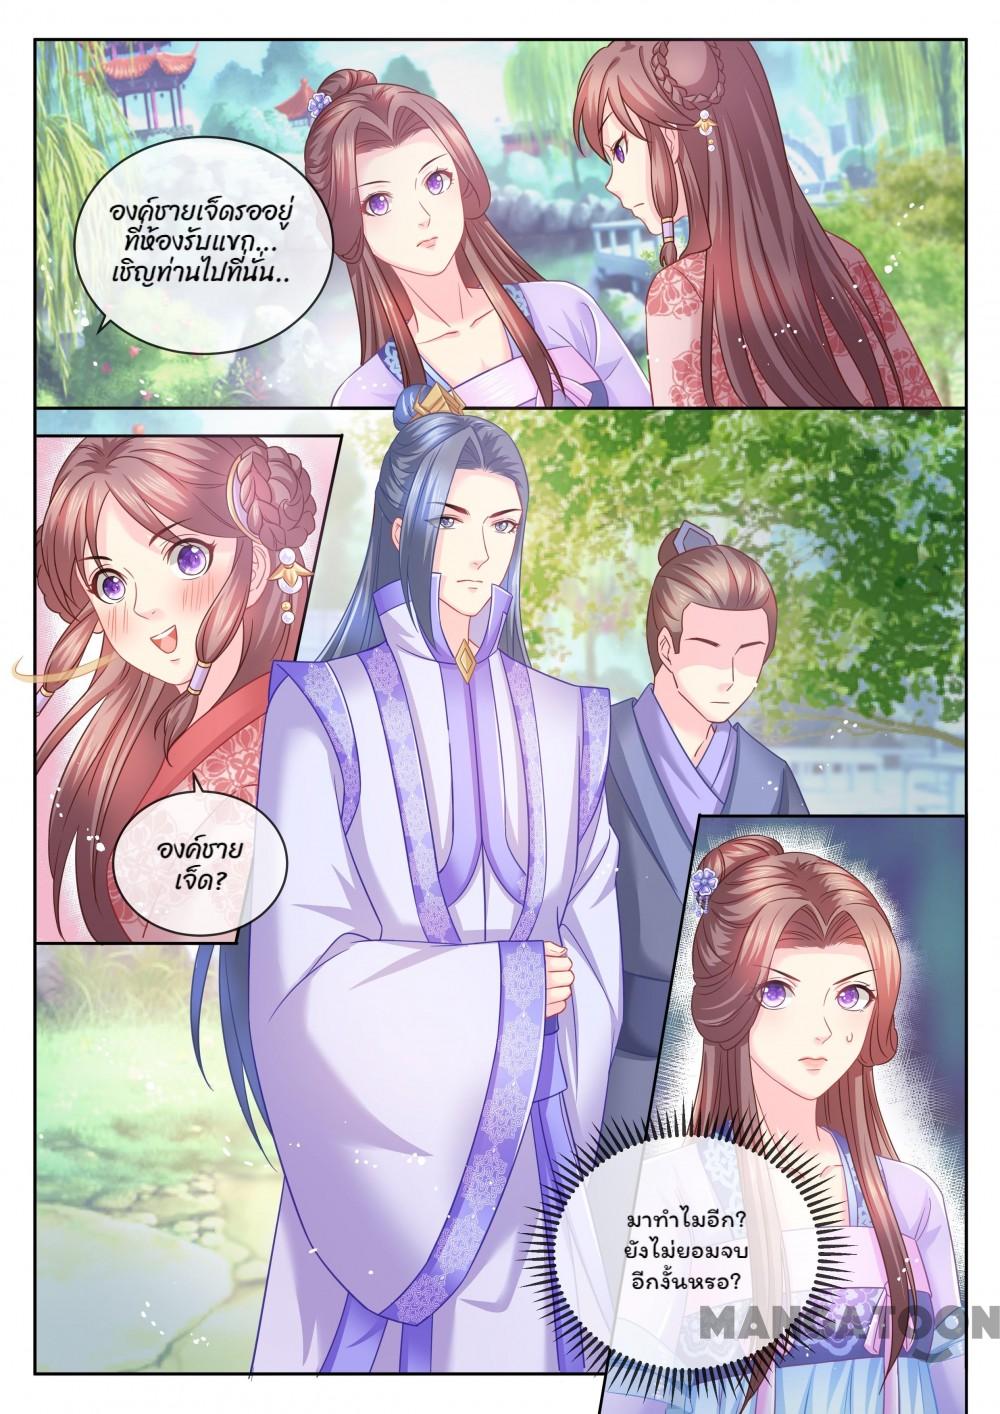 องค์ชายเจ็ดรออยู่
ที่ห้องรับแขก...
เชิญท่านไปที่นั่น..
องค์ชาย
เจ็ด?
มาทำไมอีก?
ยังไม่ยอมจบ
อีกงั้นหรอ?
MANGATOON